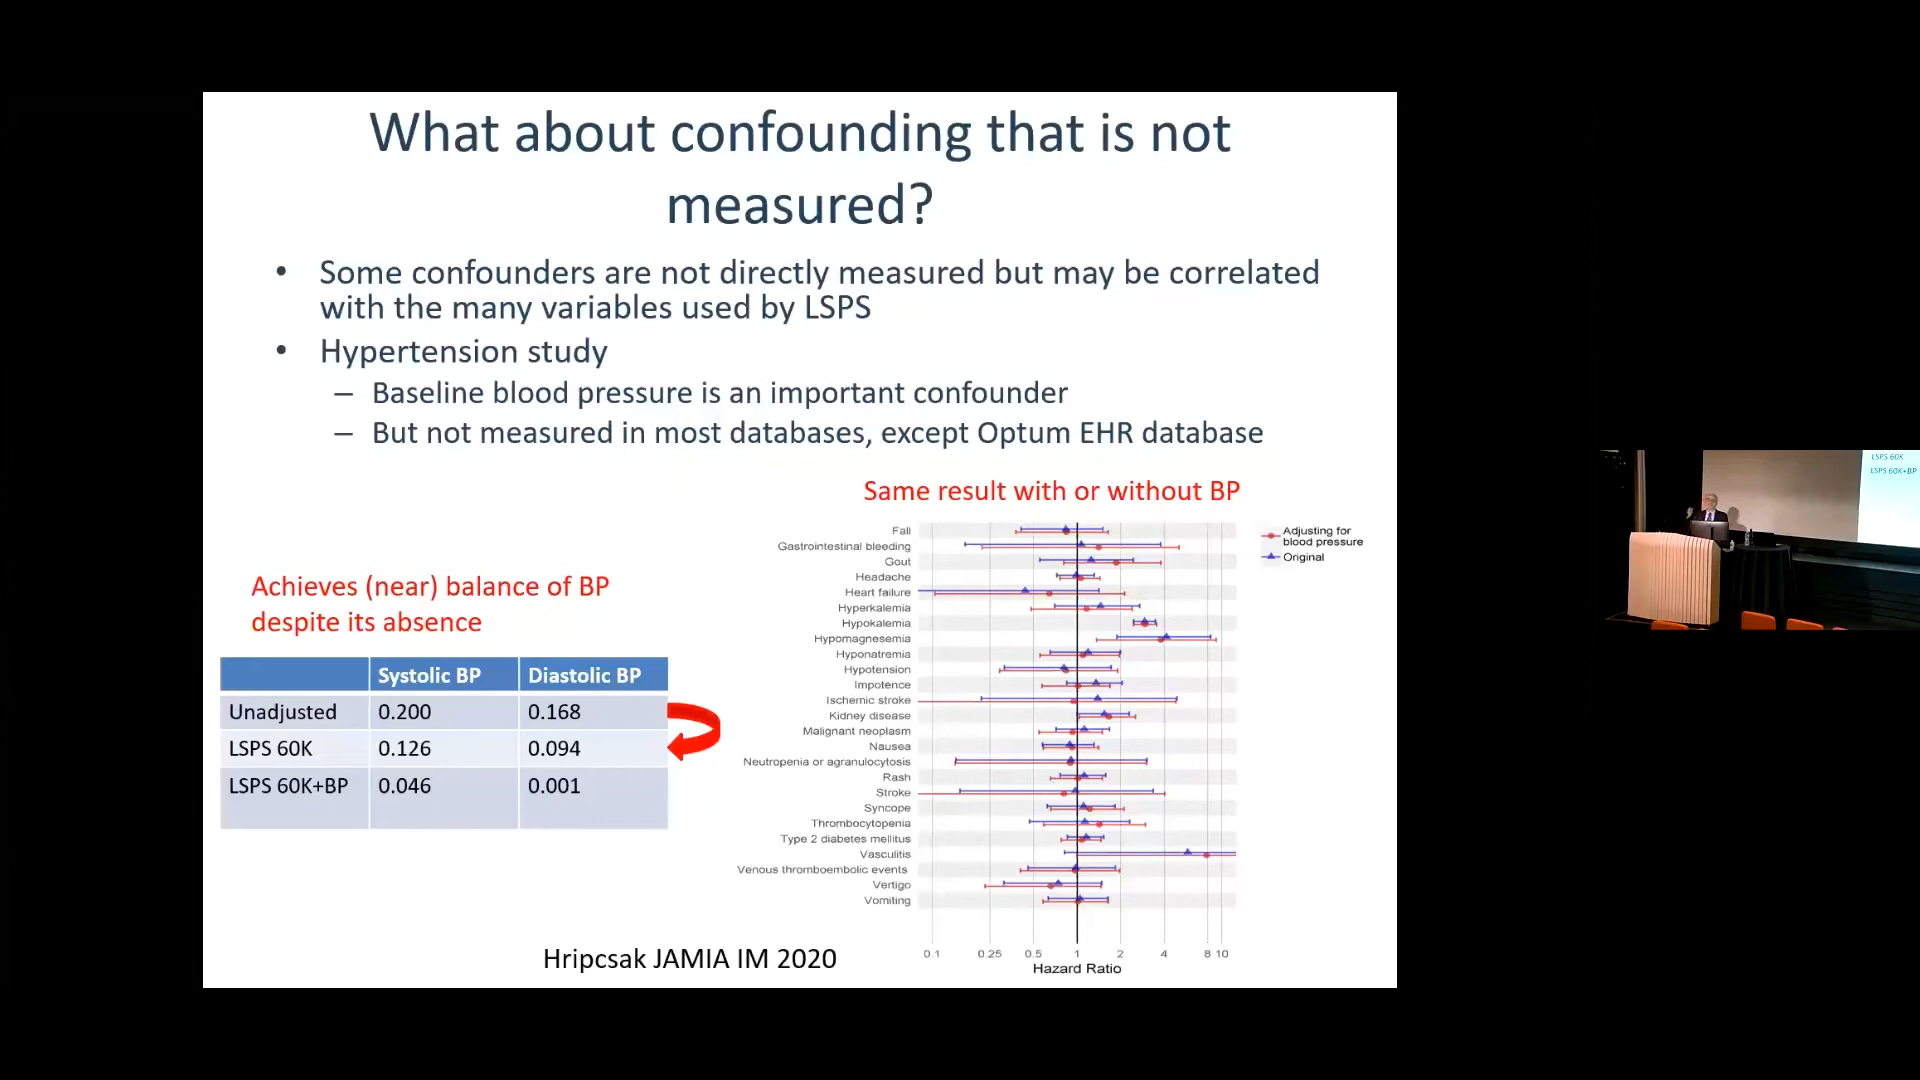 What about confounding that is not
measured?
• Some confounders are not directly measured but may be correlated
with the many variables used by LSPS
• Hypertension study
– Baseline blood pressure is an important confounder
– But not measured in most databases, except Optum EHR database
Same result with or without BP
Achieves (near) balance of BP
despite its absence
Systolic BP Diastolic BP
Unadjusted 0.200 0.168
LSPS 60K 0.126 0.094
LSPS 60K+BP 0.046 0.001
Fall
Gastrointestinal bleeding
Gout
Headache
Heart failure
Hyperkalemia
Hypokalemia
Hypomagnesemia
Hyponatremia
Hypotension
Impotence
Ischemic stroke
Kidney disease
Malignant neoplasm
Nausea
Neutropenia or agranulocytosis
Rash
Stroke
Syncope
Thrombocytopenia
Type 2 diabetes mellitus
Vasculitis
Venous thromboembolic events
Vertigo
Vomiting
0.1 0.25 0.5 1 2 4 8 10
Hazard Ratio
Adjusting for
blood pressure
Original
Hripcsak JAMIA IM 2020
LSPS 60K
LSPS 60K+BP